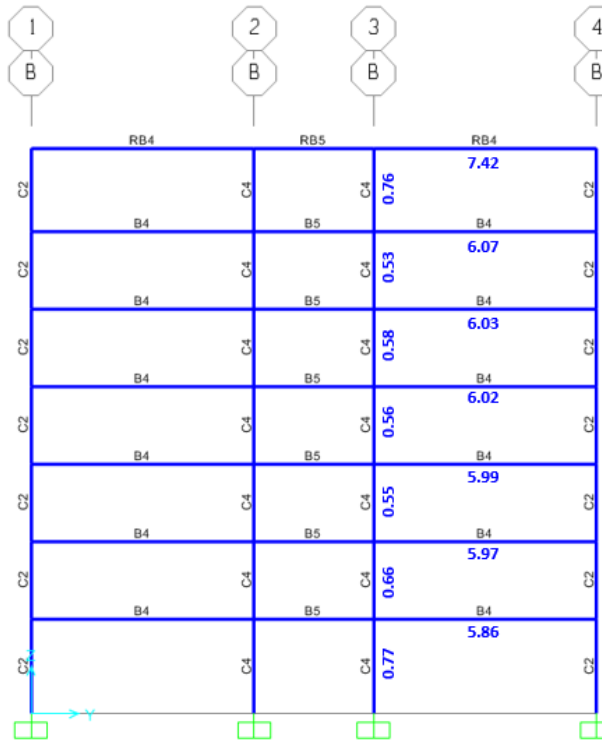 1 2 3 4
B B B B
RB4 RB5 RB4
7.42
C2 C4 C4 0.76 C2
B4 B5 B4
6.07
C2 C4 C4 0.53 C2
B4 B5 B4
6.03
C2 C4 C4 0.58 C2
B4 B5 B4
6.02
C2 C4 C4 0.56 C2
B4 B5 B4
5.99
C2 C4 C4 0.55 C2
B4 B5 B4
5.97
C2 C4 C4 0.66 C2
B4 B5 B4
5.86
C2 C4 C4 0.77 C2
Y